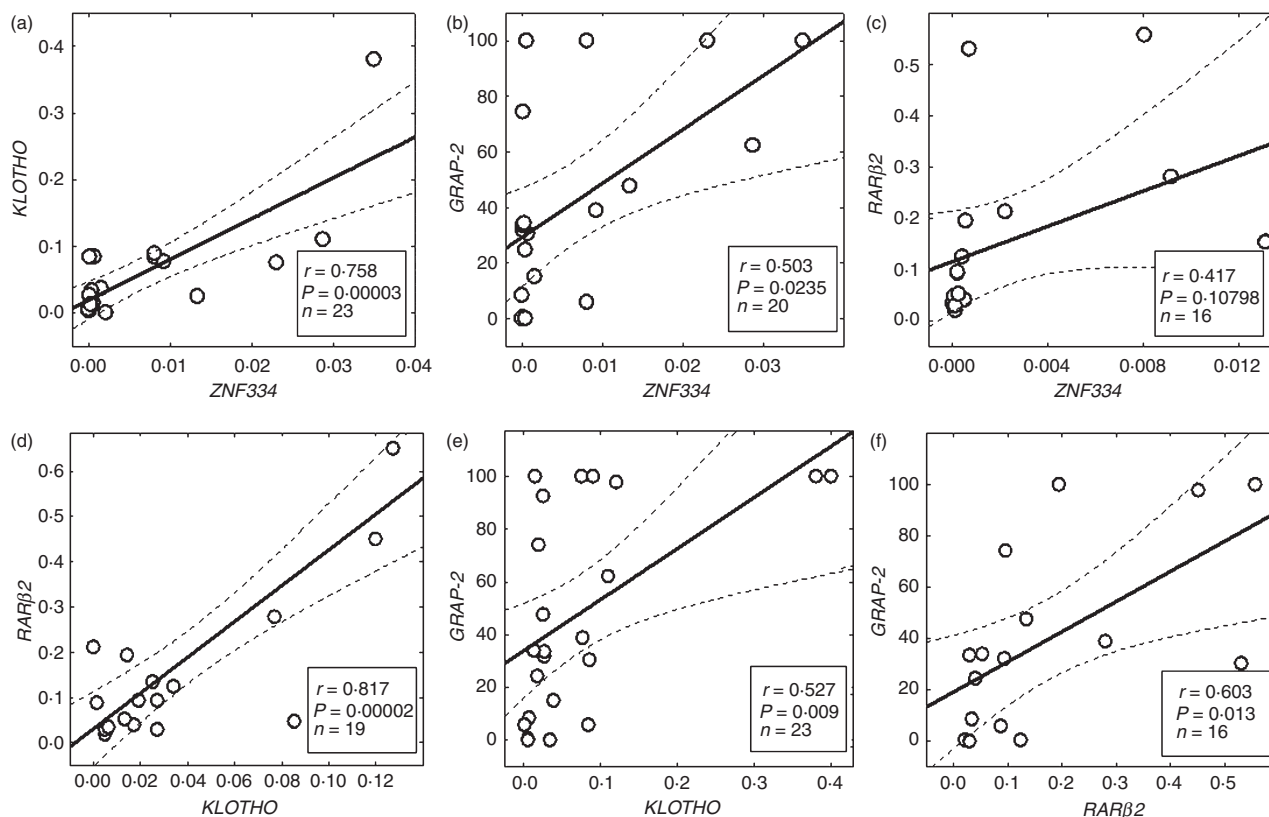 (a)
0·4
0·3
0·2
0·1
0·0
KLOTHO
r = 0·758
P = 0·00003
n = 23
0·00 0·01 0·02 0·03 0·04
ZNF334
(b)
100
80
60
40
20
0
GRAP-2
r = 0·503
P = 0·0235
n = 20
0·00 0·01 0·02 0·03
ZNF334
(c)
0·5
0·4
0·3
0·2
0·1
0·0
RARβ2
r = 0·417
P = 0·10798
n = 16
0·000 0·004 0·008 0·012
ZNF334
(d)
0·6
0·5
0·4
0·3
0·2
0·1
0·0
RARβ2
r = 0·817
P = 0·00002
n = 19
0·00 0·02 0·04 0·06 0·08 0·10 0·12
KLOTHO
(e)
100
80
60
40
20
0
GRAP-2
r = 0·527
P = 0·009
n = 23
0·0 0·1 0·2 0·3 0·4
KLOTHO
(f)
100
80
60
40
20
0
GRAP-2
r = 0·603
P = 0·013
n = 16
0·0 0·1 0·2 0·3 0·4 0·5
RARβ2